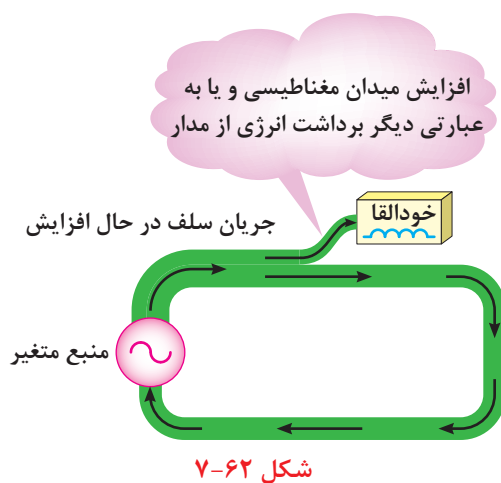 افزایش میدان مغناطیسی و یا به
عبارتی دیگر برداشت انرژی از مدار
خودالقا
جریان سلف در حال افزایش
منبع متغیر
شکل ۶۲-۷